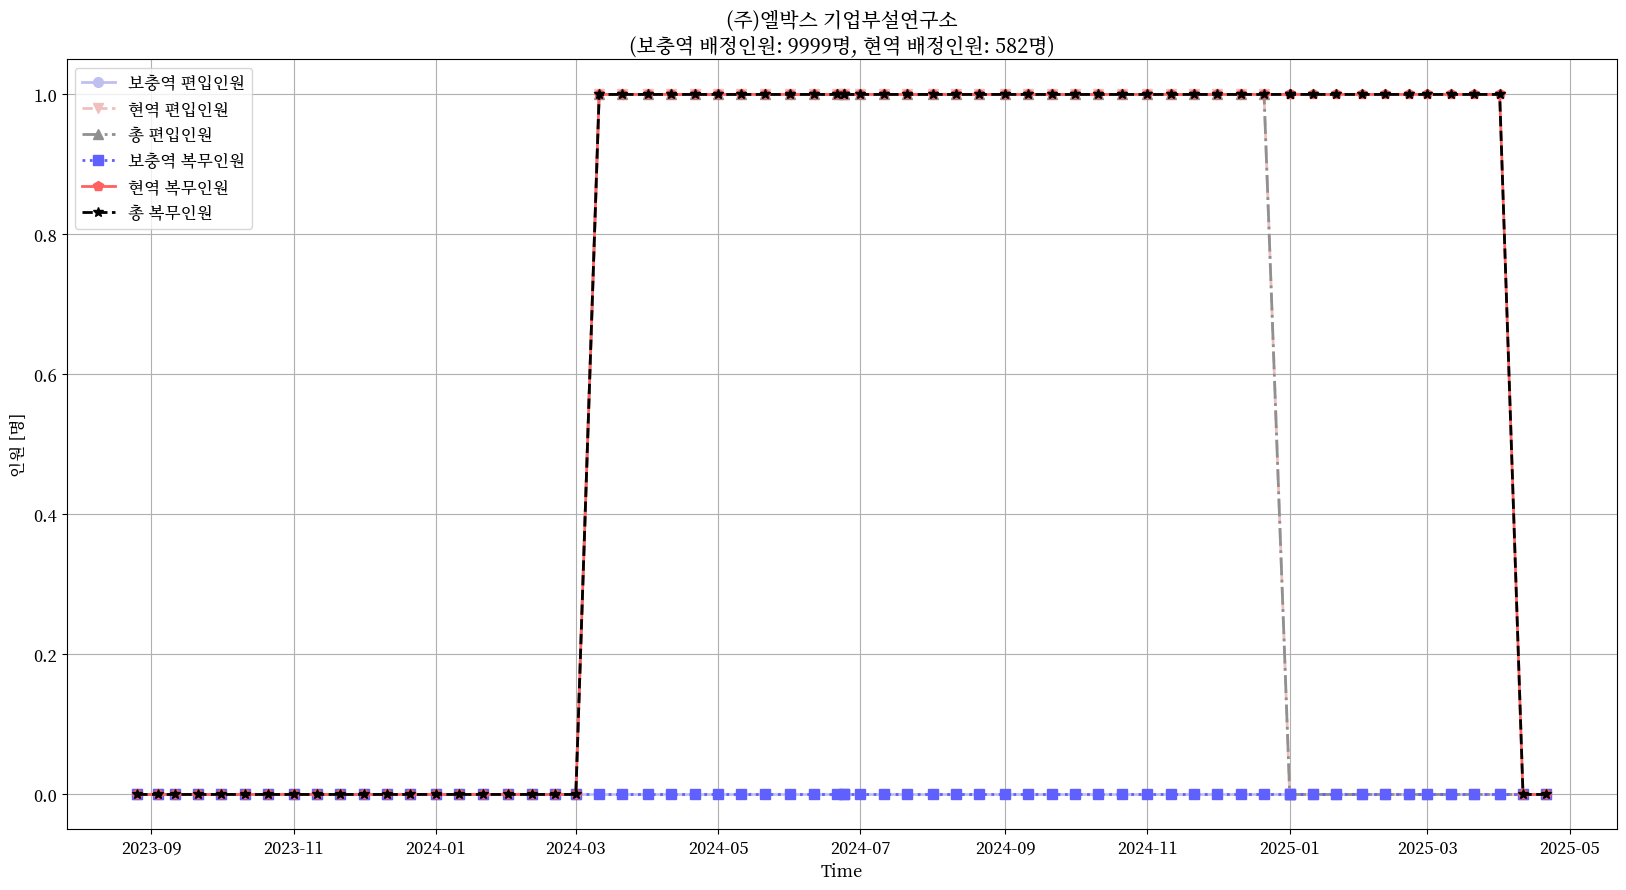 (주)엘박스 기업부설연구소
(보충역 배정인원: 9999명, 현역 배정인원: 582명)
보충역 편입인원
현역 편입인원
총 편입인원
보충역 복무인원
현역 복무인원
총 복무인원
인원 [명]
1.0
0.8
0.6
0.4
0.2
0.0
2023-09 2023-11 2024-01 2024-03 2024-05 2024-07 2024-09 2024-11 2025-01 2025-03 2025-05
Time